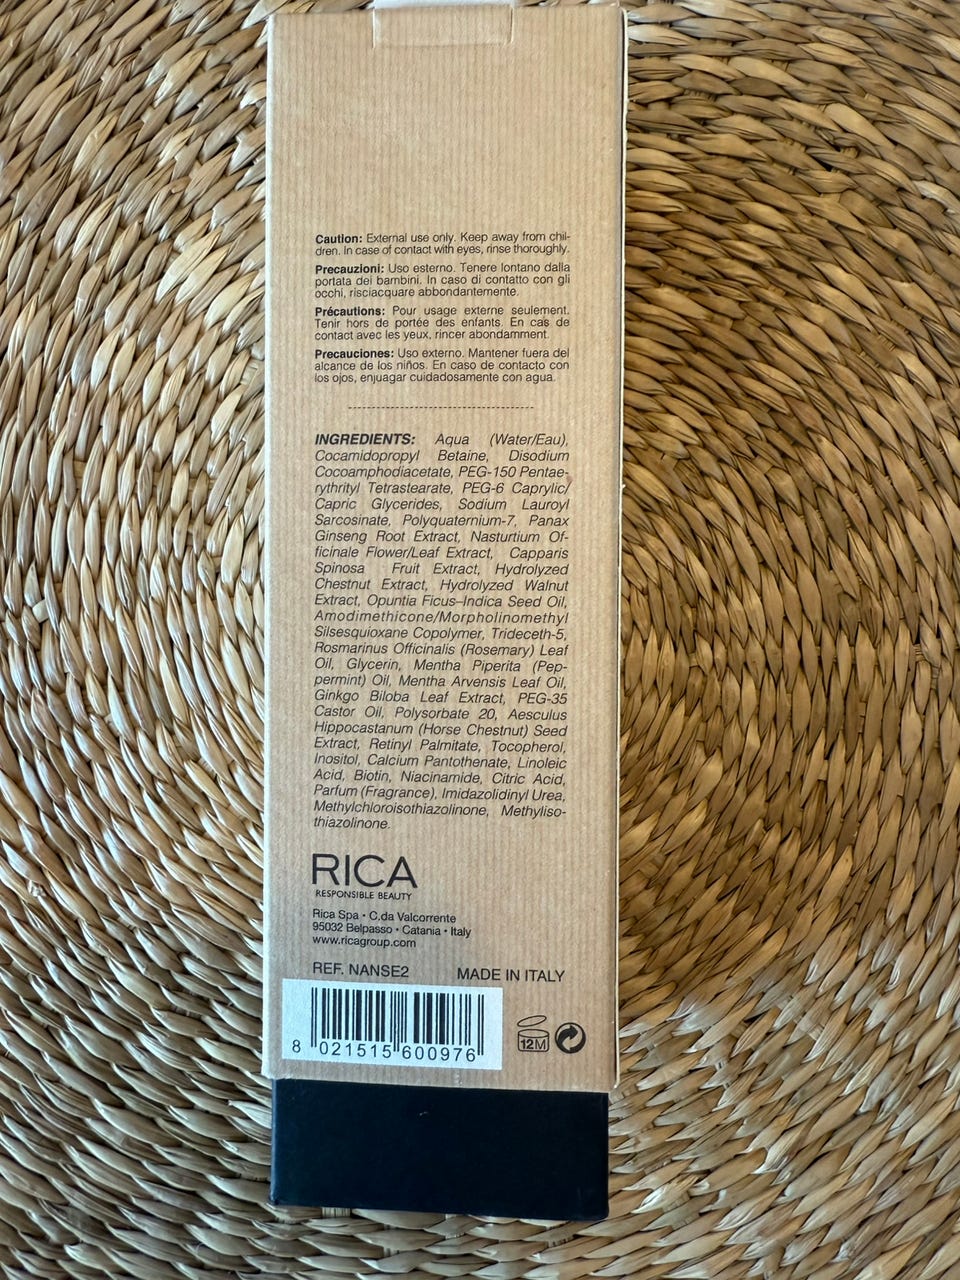 Caution: External use only. Keep away from chil-
dren. In case of contact with eyes, rinse thoroughly.
Precauzioni: Uso esterno. Tenere lontano dalla
portata dei bambini. In caso di contatto con gli
occhi, risciacquare abbondantemente.
Précautions: Pour usage externe seulement.
Tenir hors de portée des enfants. En cas de
contact avec les yeux, rincer abondamment.
Precauciones: Uso externo. Mantener fuera del
alcance de los niños. En caso de contacto con
los ojos, enjuagar cuidadosamente con agua.
INGREDIENTS: Aqua (Water/Eau),
Cocamidopropyl Betaine, Disodium
Cocoamphodiacetate, PEG-150 Pentae-
rythrityl Tetrastearate, PEG-6 Caprylic/
Capric Glycerides, Sodium Lauroyl
Sarcosinate, Polyquaternium-7, Panax
Ginseng Root Extract, Nasturtium Of-
ficinale Flower/Leaf Extract, Capparis
Spinosa Fruit Extract, Hydrolyzed
Chestnut Extract, Hydrolyzed Walnut
Extract, Opuntia Ficus–Indica Seed Oil,
Amodimethicone/Morpholinomethyl
Silsesquioxane Copolymer, Trideceth-5,
Rosmarinus Officinalis (Rosemary) Leaf
Oil, Glycerin, Mentha Piperita (Pep-
permint) Oil, Mentha Arvensis Leaf Oil,
Ginkgo Biloba Leaf Extract, PEG-35
Castor Oil, Polysorbate 20, Aesculus
Hippocastanum (Horse Chestnut) Seed
Extract, Retinyl Palmitate, Tocopherol,
Inositol, Calcium Pantothenate, Linoleic
Acid, Biotin, Niacinamide, Citric Acid,
Parfum (Fragrance), Imidazolidinyl Urea,
Methylchloroisothiazolinone, Methyliso-
thiazolinone.
RICA
RESPONSIBLE BEAUTY
Rica Spa • C.da Valcorrente
95032 Belpasso • Catania • Italy
www.ricagroup.com
REF. NANSE2 MADE IN ITALY
8 021515 600976
12M